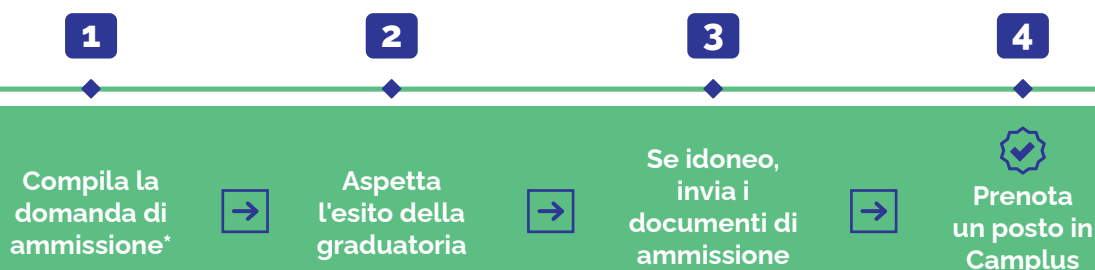 1
2
3
4
Compila la
domanda di
ammissione*
Aspetta
l'esito della
graduatoria
Se idoneo,
invia i
documenti di
ammissione
Prenota
un posto in
Camplus